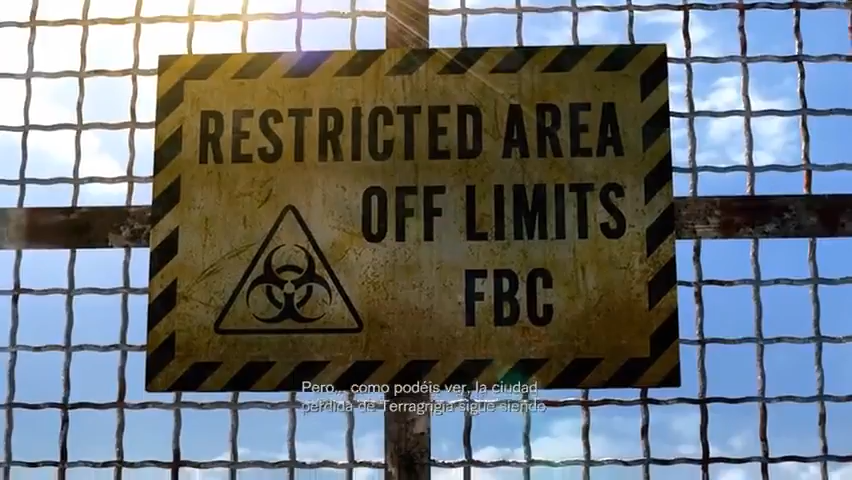 RESTRICTED AREA
OFF LIMITS
FBC
Pero... como podéis ver, la ciudad
perdida de Terragrigia sigue siendo